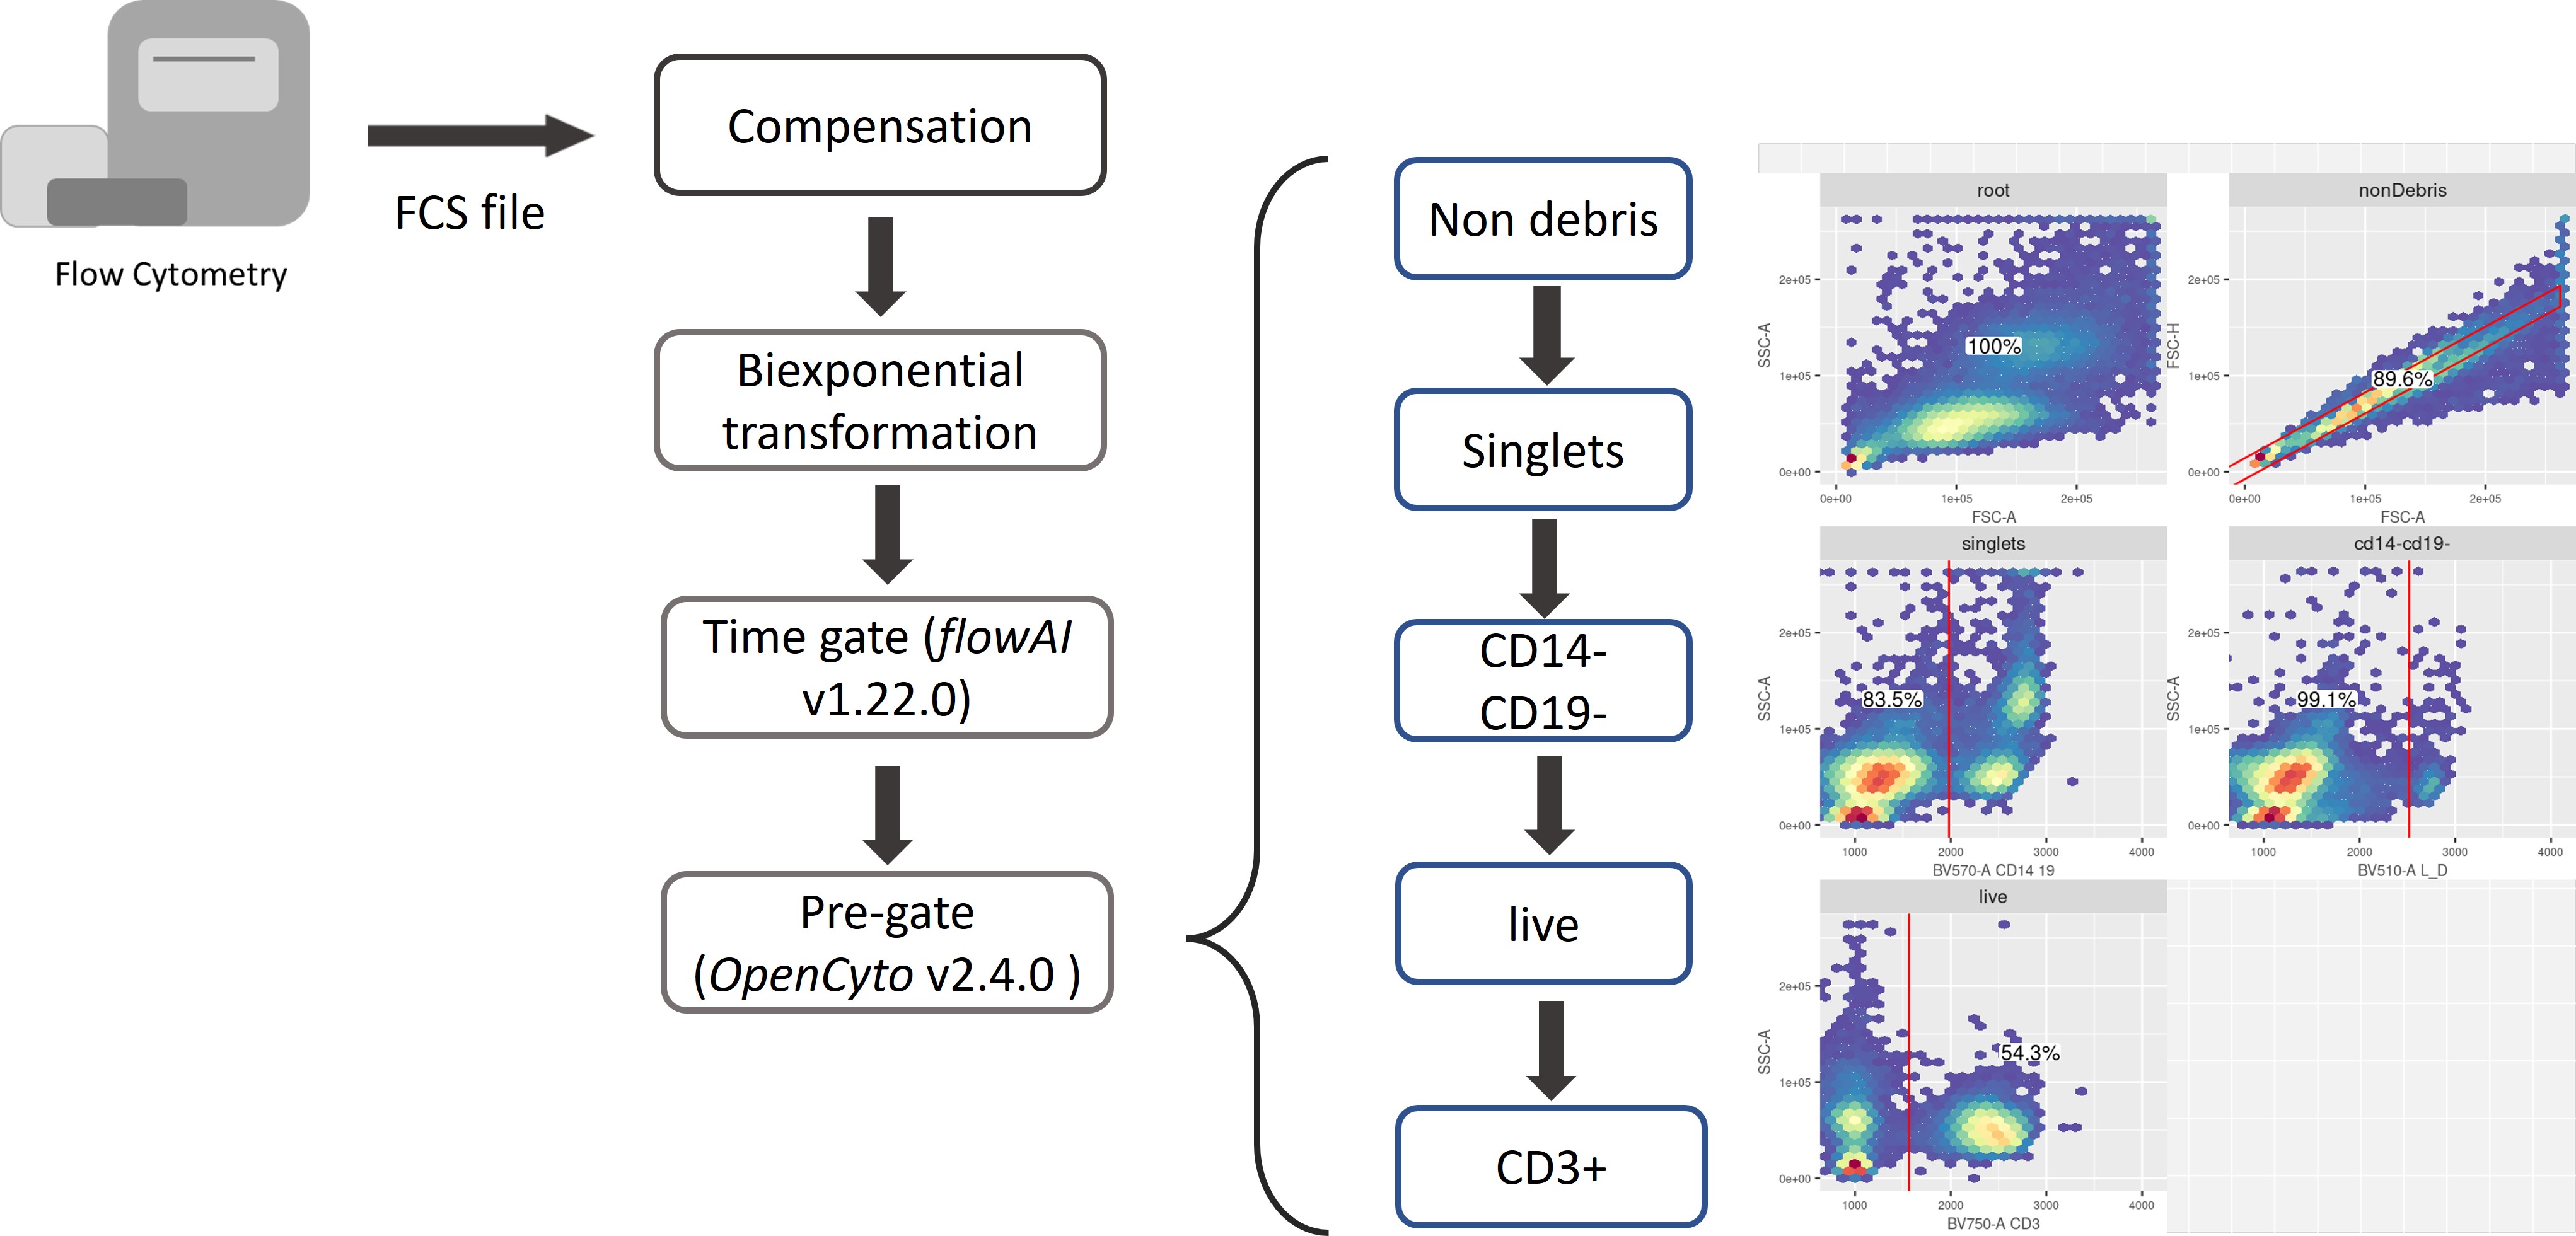 Flow Cytometry
FCS file
Compensation
Biexponential
transformation
Time gate (flowAI
v1.22.0)
Pre-gate
(OpenCyto v2.4.0 )
Non debris
Singlets
CD14-
CD19-
live
CD3+
root
SSC-A
2e+05
1e+05
0e+00
100%
0e+00 1e+05 2e+05
FSC-A
nonDebris
FSC-H
2e+05
1e+05
0e+00
89.6%
0e+00 1e+05 2e+05
FSC-A
singlets
SSC-A
2e+05
1e+05
0e+00
83.5%
1000 2000 3000 4000
BV570-A CD14 19
cd14-cd19-
SSC-A
2e+05
1e+05
0e+00
99.1%
1000 2000 3000 4000
BV510-A L_D
live
SSC-A
2e+05
1e+05
0e+00
54.3%
1000 2000 3000 4000
BV750-A CD3